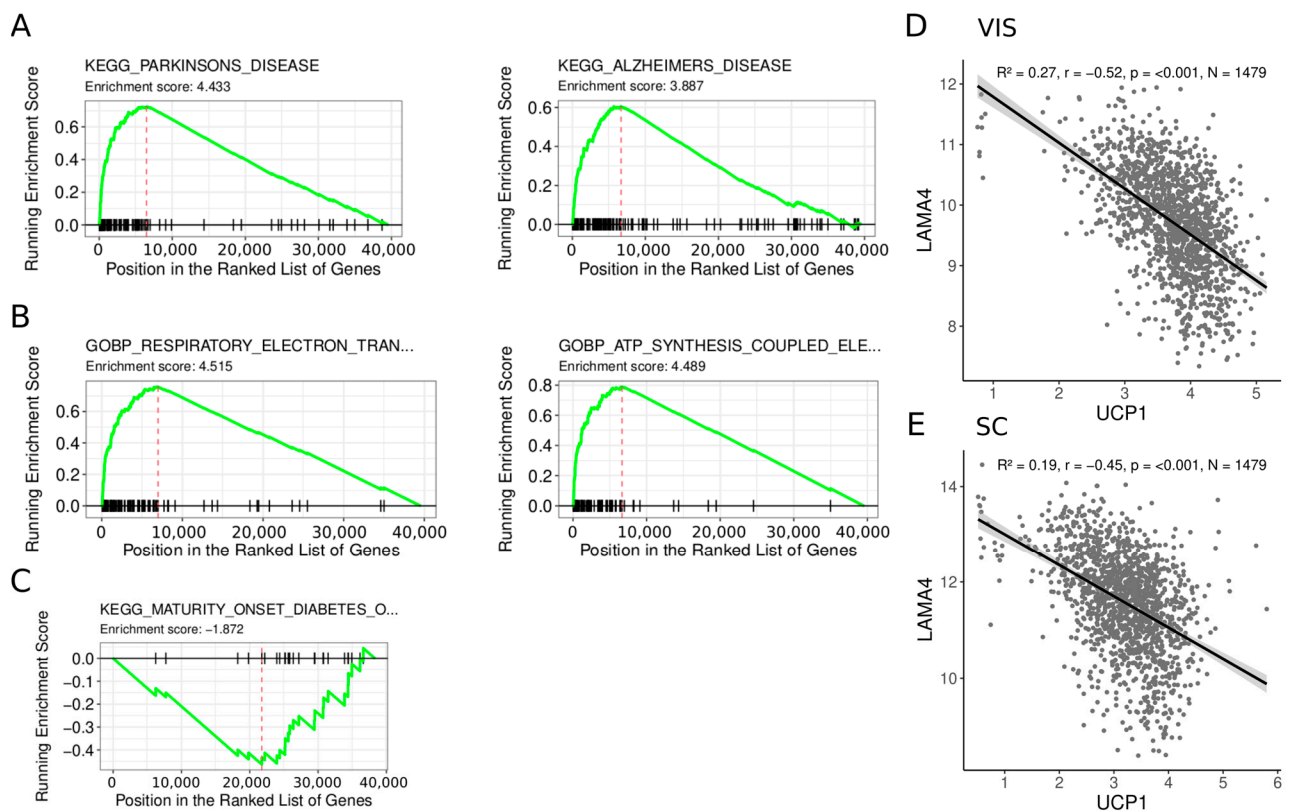 A
KEGG_PARKINSONS_DISEASE
Enrichment score: 4.433
Running Enrichment Score
0.6
0.4
0.2
0.0
0
10,000
20,000
30,000
40,000
Position in the Ranked List of Genes
KEGG_ALZHEIMERS_DISEASE
Enrichment score: 3.887
Running Enrichment Score
0.6
0.4
0.2
0.0
0
10,000
20,000
30,000
40,000
Position in the Ranked List of Genes
B
GOBP_RESPIRATORY_ELECTRON_TRAN...
Enrichment score: 4.515
Running Enrichment Score
0.6
0.4
0.2
0.0
0
10,000
20,000
30,000
40,000
Position in the Ranked List of Genes
GOBP_ATP_SYNTHESIS_COUPLED_ELE...
Enrichment score: 4.489
Running Enrichment Score
0.8
0.6
0.4
0.2
0.0
0
10,000
20,000
30,000
40,000
Position in the Ranked List of Genes
C
KEGG_MATURITY_ONSET_DIABETES_O...
Enrichment score: −1.872
Running Enrichment Score
0.0
−0.1
−0.2
−0.3
−0.4
0
10,000
20,000
30,000
40,000
Position in the Ranked List of Genes
D
VIS
R² = 0.27, r = −0.52, p = <0.001, N = 1479
LAMA4
12
11
10
9
8
1
2
3
4
5
UCP1
E
SC
R² = 0.19, r = −0.45, p = <0.001, N = 1479
LAMA4
14
12
10
1
2
3
4
5
6
UCP1